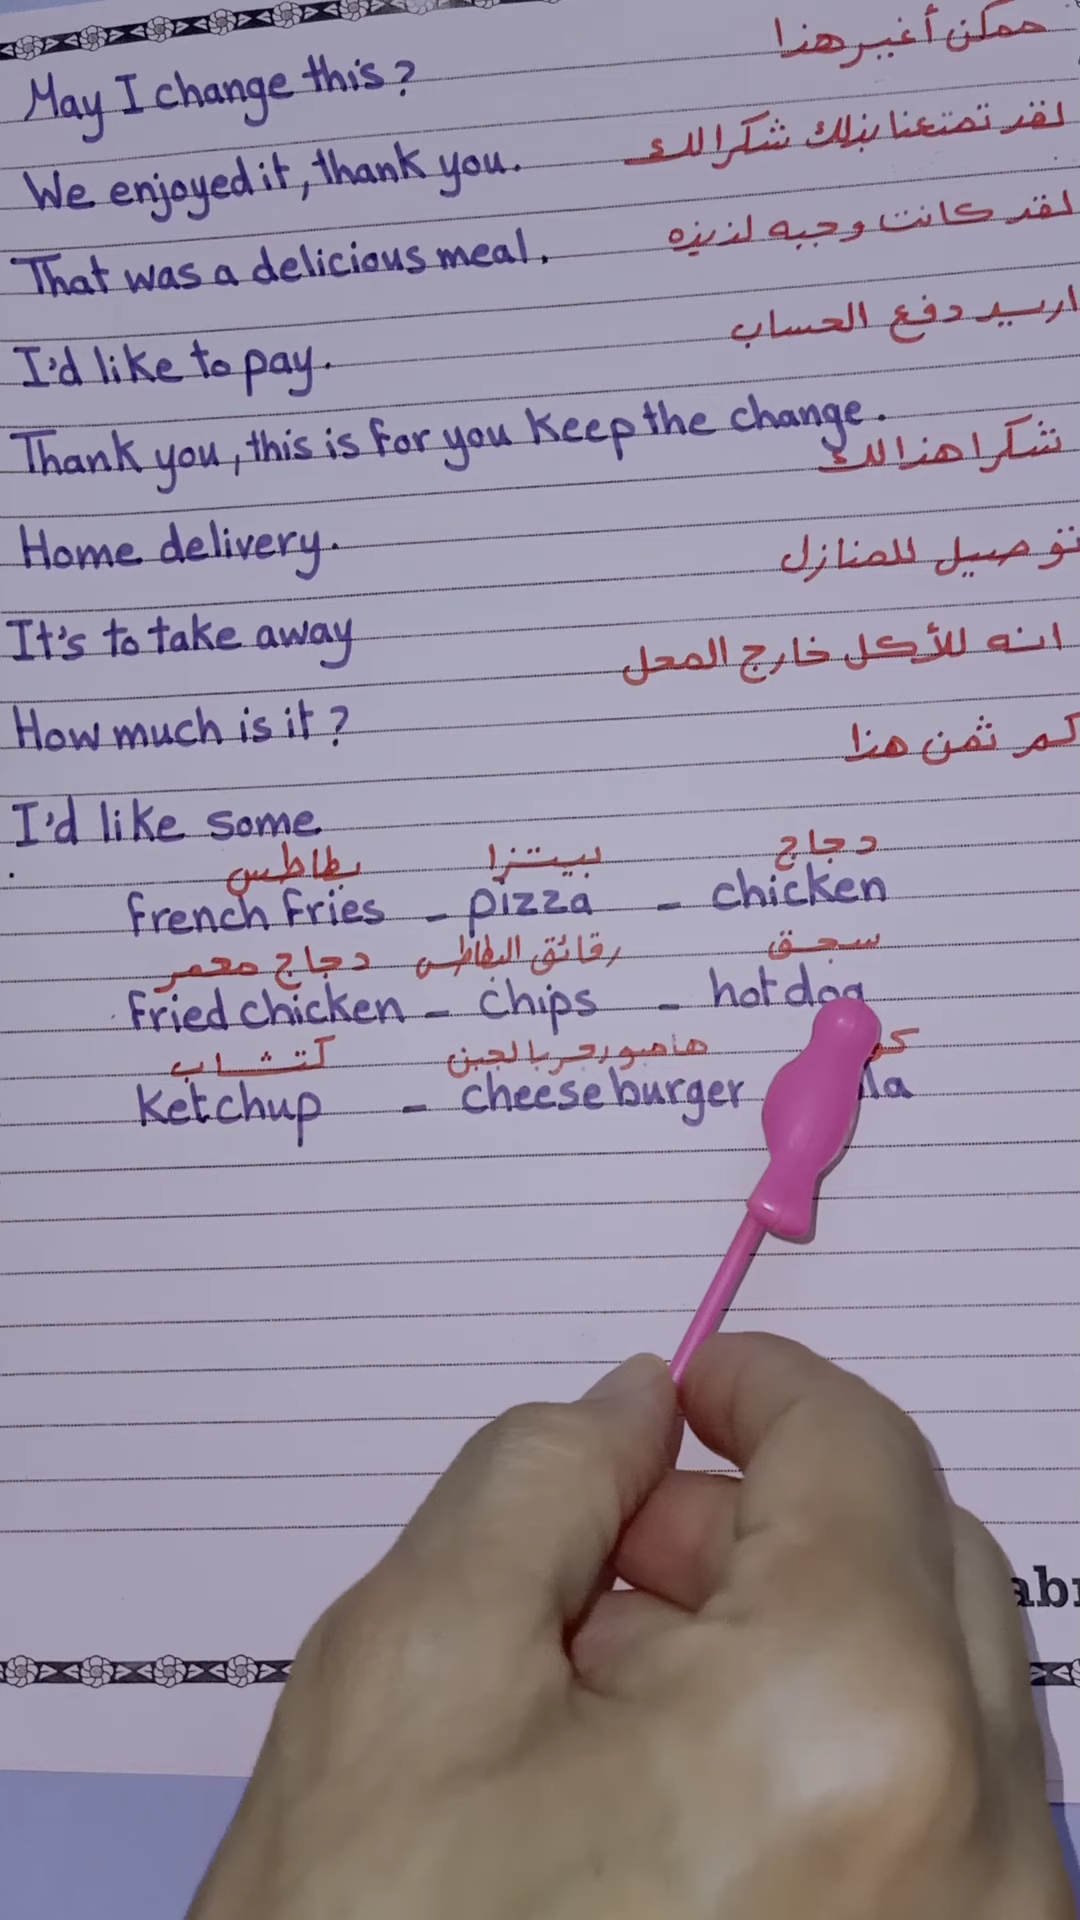 May I change this? ممكن أغير هذا
We enjoyed it, thank you. لقد تمتعنا بذلك شكرا لك
That was a delicious meal. لقد كانت وجبه لذيذه
I'd like to pay. اريد دفع الحساب
Thank you, this is for you keep the change.
شكرا هذا لك
Home delivery. توصيل للمنازل
It's to take away انه للأكل خارج المحل
How much is it? كم ثمن هذا
I'd like some
بطاطس بيتزا دجاج
french fries - pizza - chicken
دجاج محمر رقائق البطاطس سجق
fried chicken - chips - hot dog
كتشاب هامبورجر بالجبن
Ketchup - cheese burger